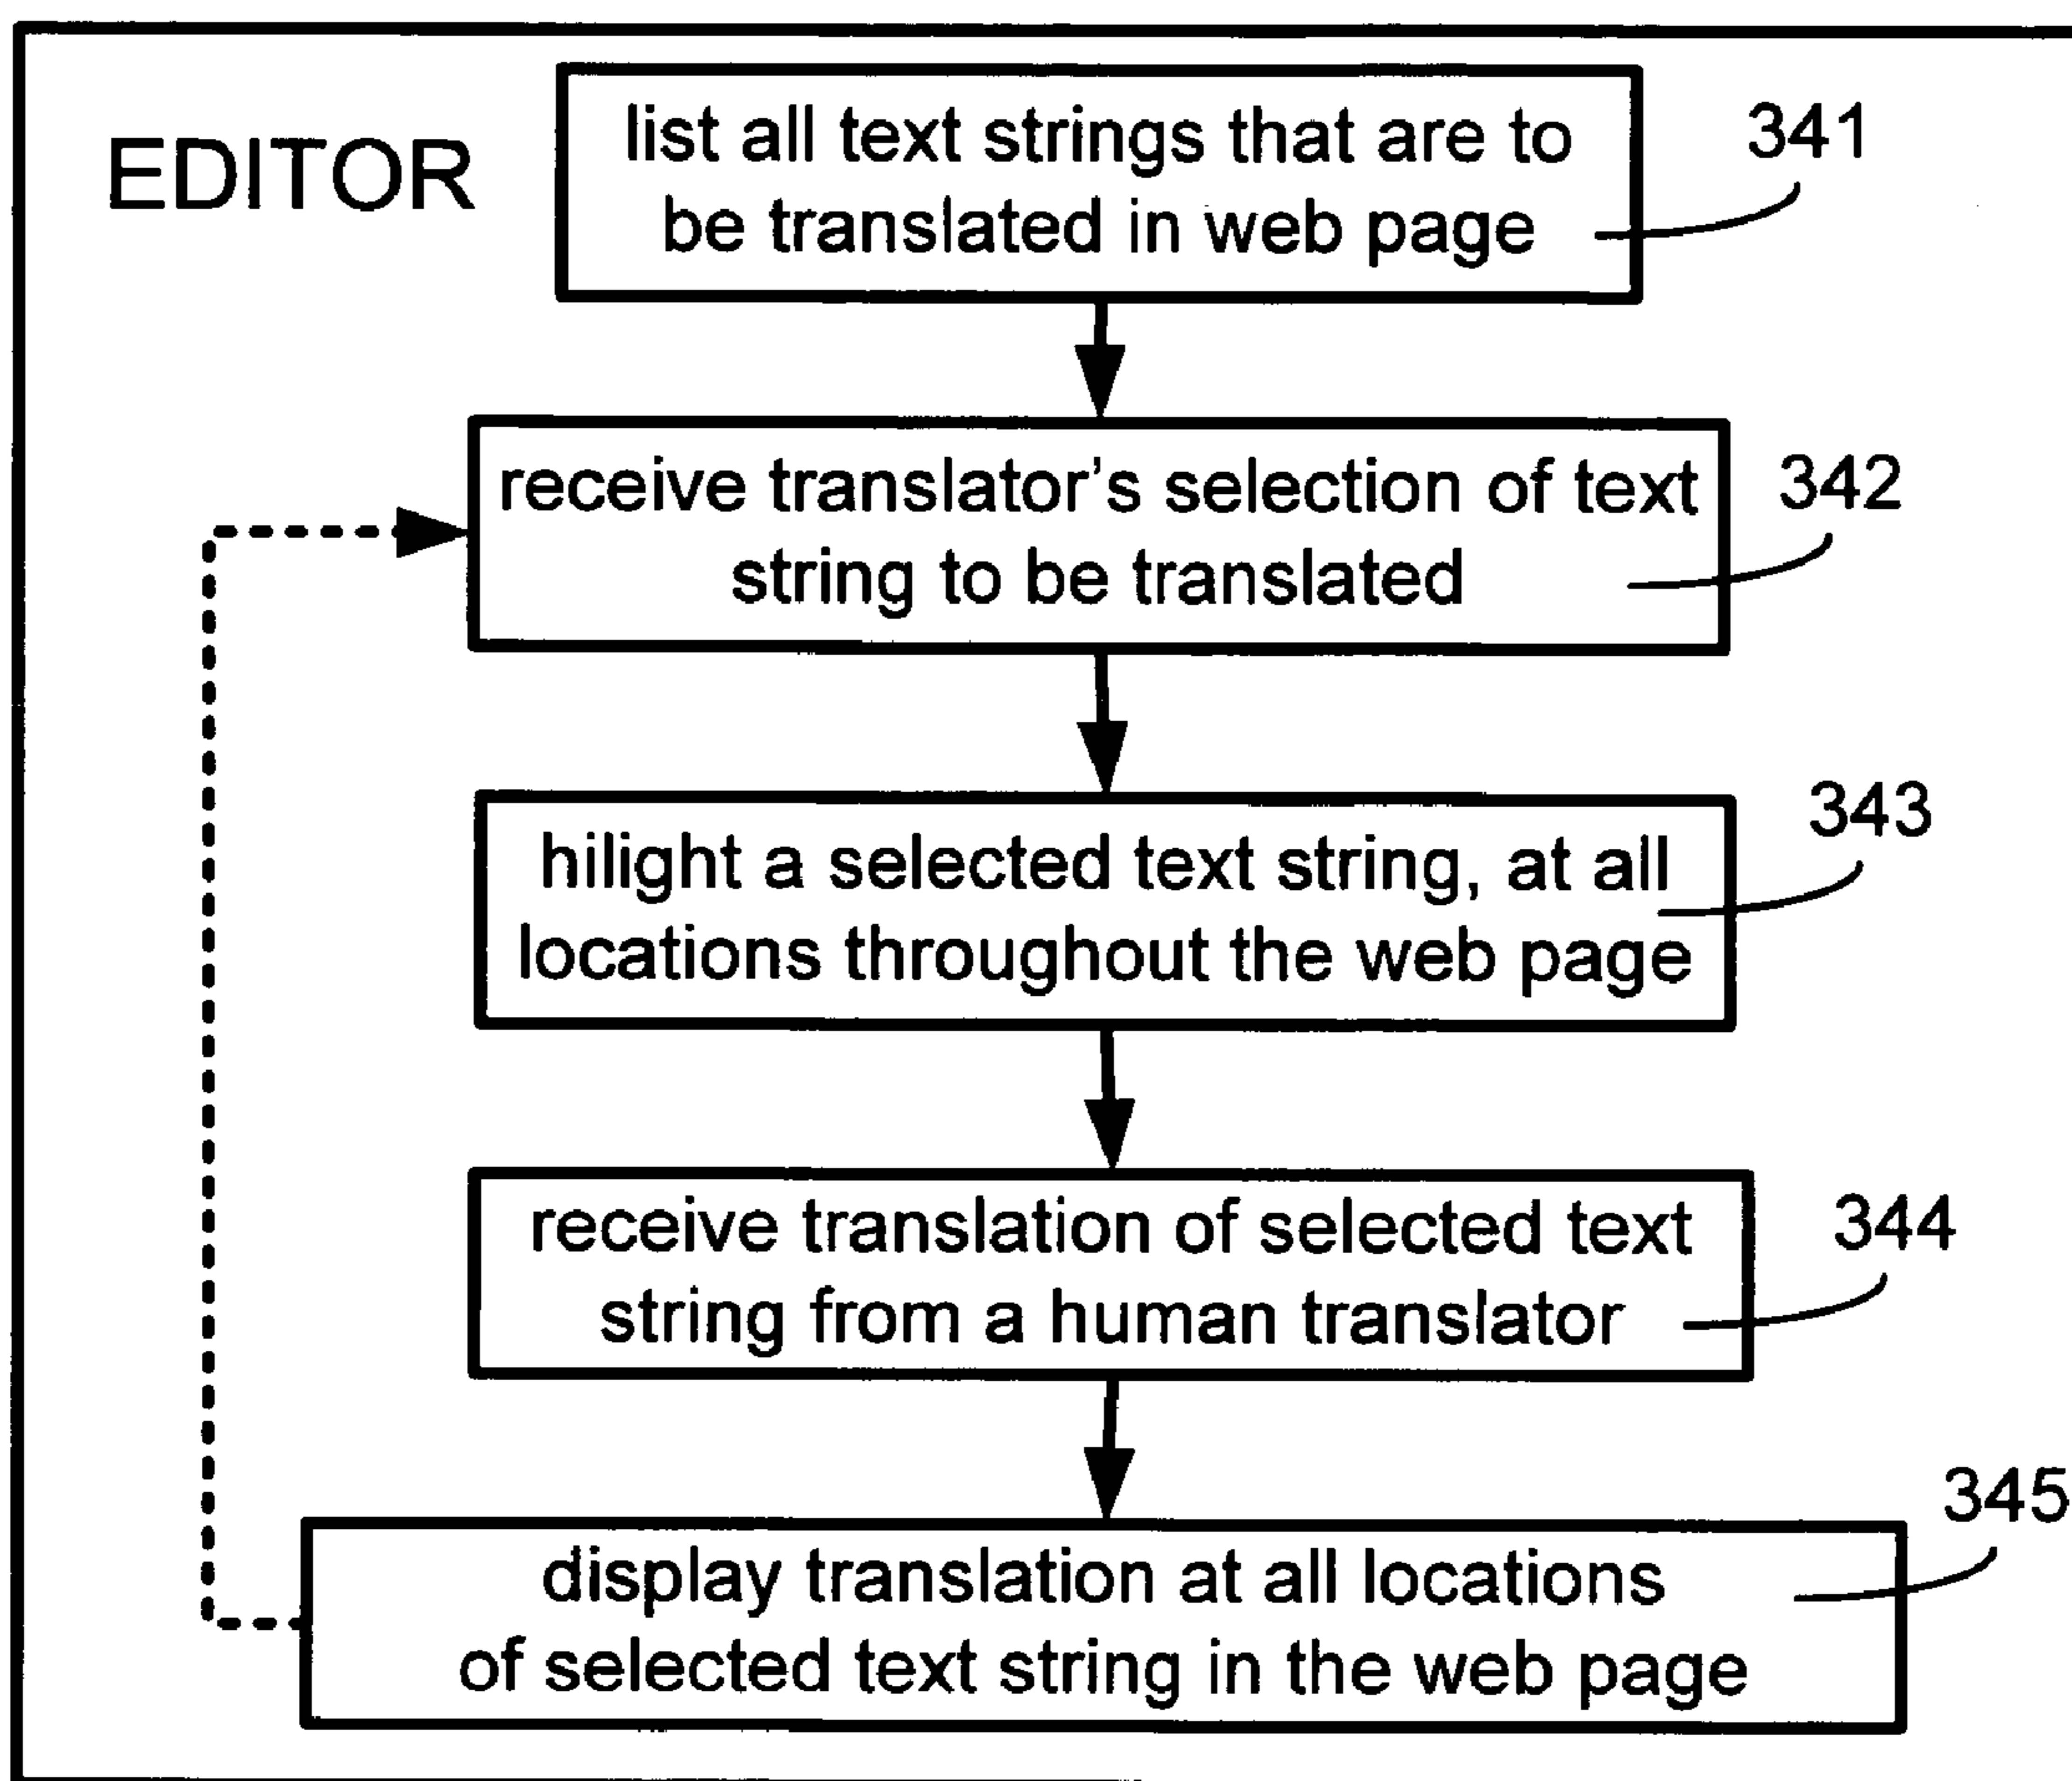 EDITOR
list all text strings that are to
be translated in web page
341
receive translator's selection of text
string to be translated
342
hilight a selected text string, at all
locations throughout the web page
343
receive translation of selected text
string from a human translator
344
display translation at all locations
of selected text string in the web page
345